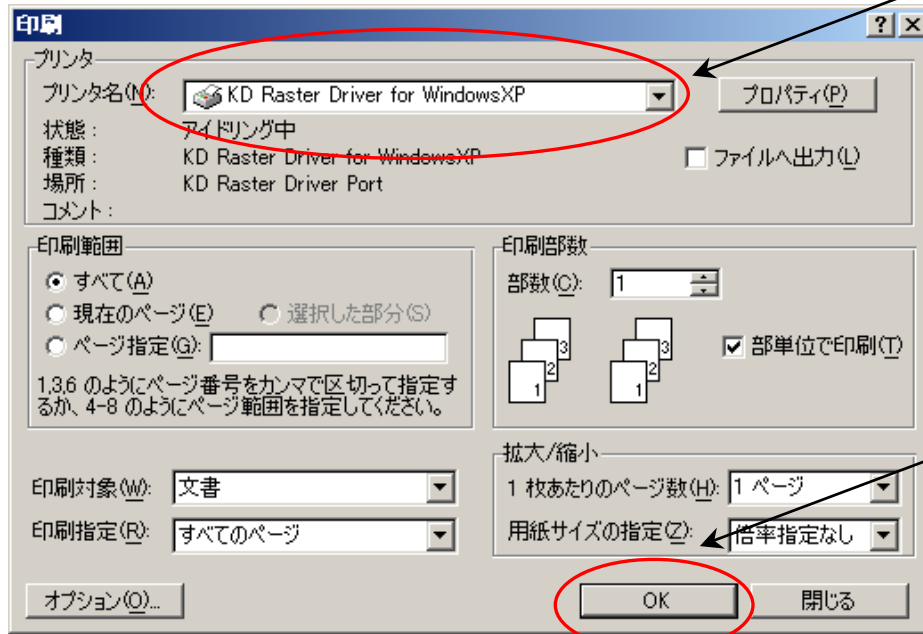 印刷
プリンタ
プリンタ名(N): KD Raster Driver for WindowsXP プロパティ(P)
状態: アイドリング中
種類: KD Raster Driver for WindowsXP ファイルへ出力(L)
場所: KD Raster Driver Port
コメント:
印刷範囲
すべて(A)
現在のページ(E) 選択した部分(S)
ページ指定(G):
1,3,6 のようにページ番号をカンマで区切って指定す
るか、4-8 のようにページ範囲を指定してください。
印刷部数
部数(C): 1
3 3
2 2
1 1
部単位で印刷(T)
印刷対象(W): 文書
印刷指定(R): すべてのページ
拡大/縮小
1 枚あたりのページ数(H): 1 ページ
用紙サイズの指定(Z): 倍率指定なし
オプション(O)... OK 閉じる